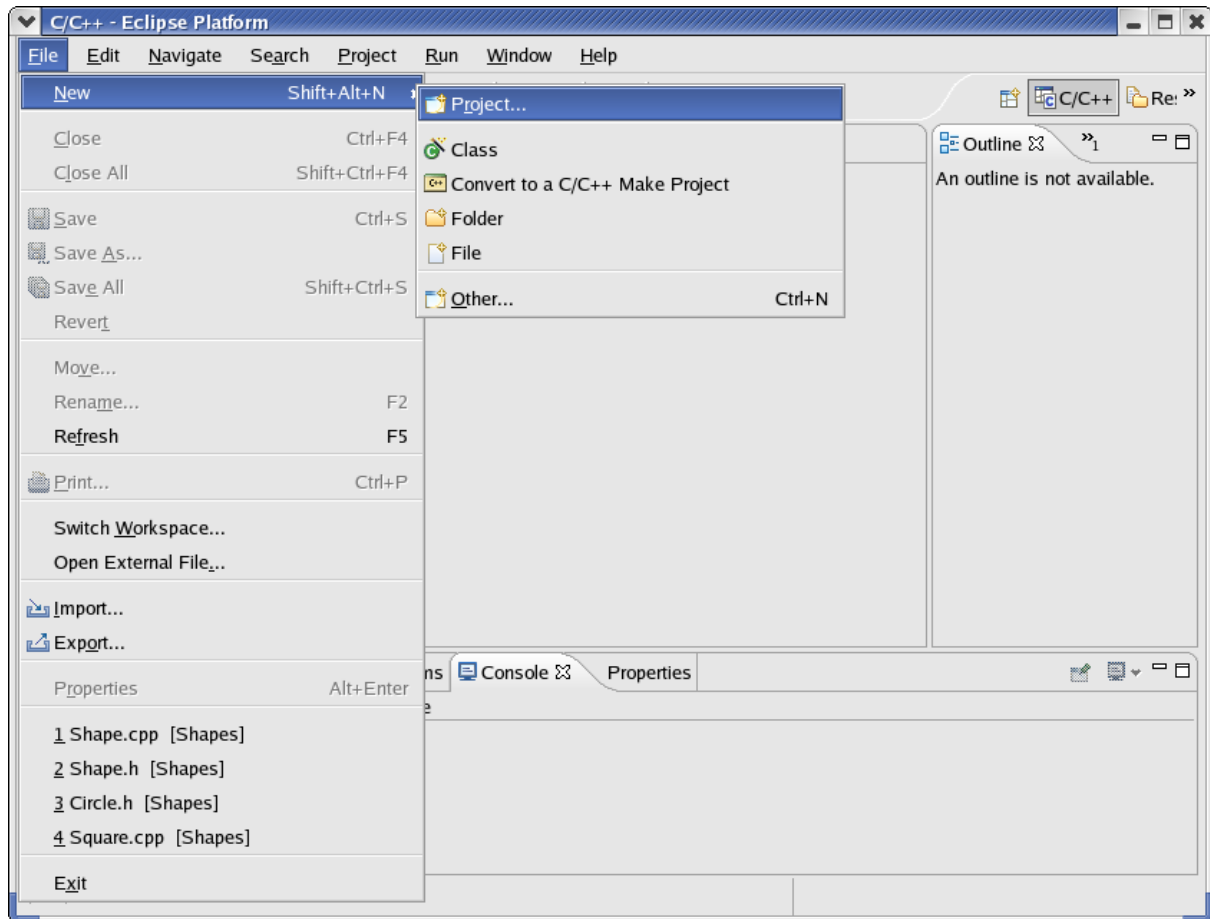 C/C++ - Eclipse Platform
File Edit Navigate Search Project Run Window Help
New Shift+Alt+N
Close Ctrl+F4
Close All Shift+Ctrl+F4
Save Ctrl+S
Save As...
Save All Shift+Ctrl+S
Revert
Move...
Rename... F2
Refresh F5
Print... Ctrl+P
Switch Workspace...
Open External File...
Import...
Export...
Properties Alt+Enter
1 Shape.cpp [Shapes]
2 Shape.h [Shapes]
3 Circle.h [Shapes]
4 Square.cpp [Shapes]
Exit
Project...
Class
Convert to a C/C++ Make Project
Folder
File
Other... Ctrl+N
C/C++ Re: »
Outline »1
An outline is not available.
ms Console Properties
e